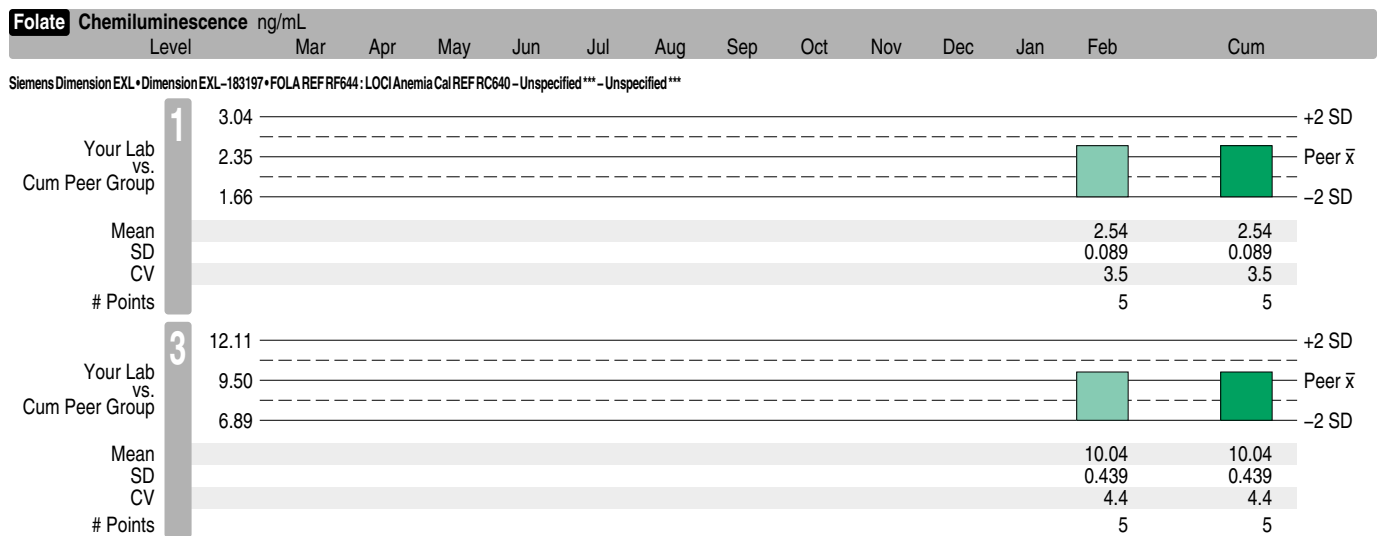 Folate Chemiluminescence ng/mL
Level Mar Apr May Jun Jul Aug Sep Oct Nov Dec Jan Feb Cum
Siemens Dimension EXL • Dimension EXL–183197 • FOLA REF RF644 : LOCI Anemia Cal REF RC640 – Unspecified *** – Unspecified ***
1
3.04 +2 SD
Your Lab
vs.
Cum Peer Group
2.35 Peer x̅
1.66 –2 SD
Mean 2.54 2.54
SD 0.089 0.089
CV 3.5 3.5
# Points 5 5
3
12.11 +2 SD
Your Lab
vs.
Cum Peer Group
9.50 Peer x̅
6.89 –2 SD
Mean 10.04 10.04
SD 0.439 0.439
CV 4.4 4.4
# Points 5 5